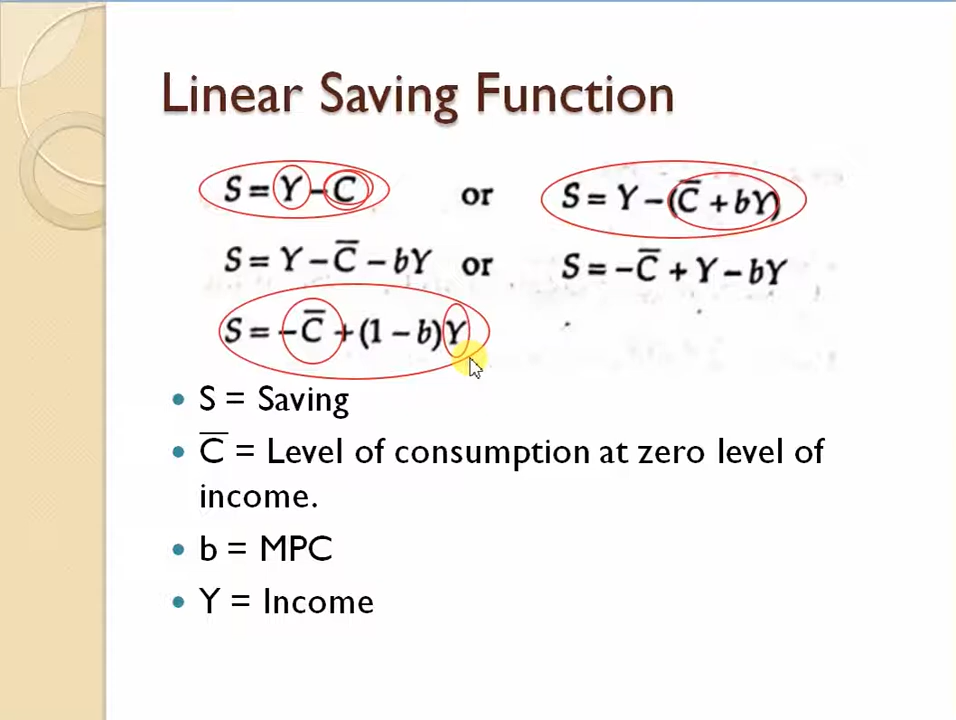 Linear Saving Function
S = Y – C or S = Y – (C̅ + bY)
S = Y – C̅ – bY or S = – C̅ + Y – bY
S = – C̅ + (1 – b)Y
• S = Saving
• C̅ = Level of consumption at zero level of
income.
• b = MPC
• Y = Income